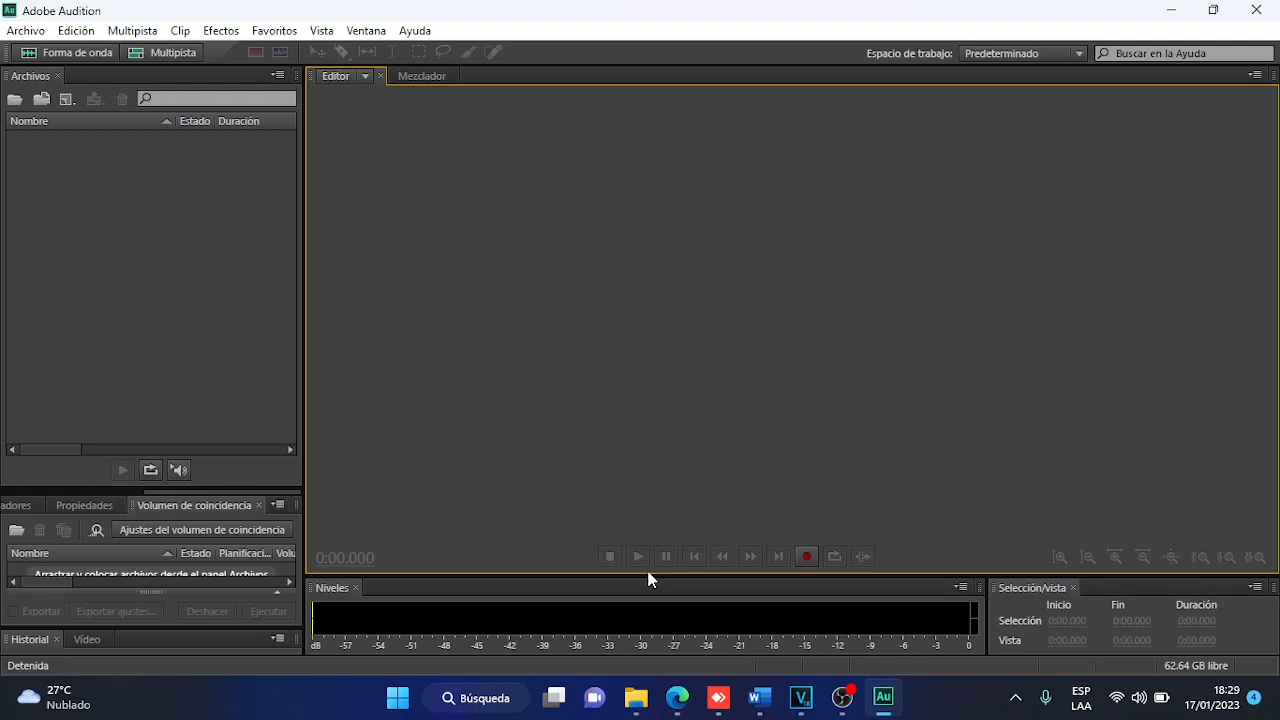 Au Adobe Audition
Archivo Edición Multipista Clip Efectos Favoritos Vista Ventana Ayuda
Forma de onda Multipista Espacio de trabajo: Predeterminado Buscar en la Ayuda
Archivos Editor Mezclador
Nombre Estado Duración
adores Propiedades Volumen de coincidencia
Ajustes del volumen de coincidencia
Nombre Estado Planificaci... Volu
Arrastrar y colocar archivos desde el panel Archivos
Exportar Exportar ajustes... Deshacer Ejecutar
Historial Vídeo
0:00.000
Niveles
dB -57 -54 -51 -48 -45 -42 -39 -36 -33 -30 -27 -24 -21 -18 -15 -12 -9 -6 -3 0
Selección/vista
Inicio Fin Duración
Selección 0:00.000 0:00.000 0:00.000
Vista 0:00.000 0:00.000 0:00.000
Detenida 62.64 GB libre
27°C
Nublado
Búsqueda
ESP
LAA
18:29
17/01/2023
4